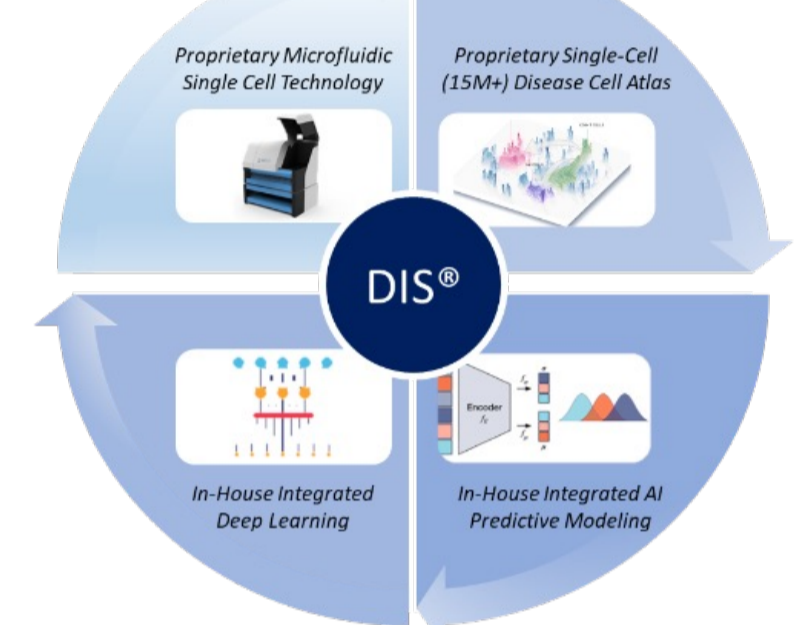 Proprietary Microfluidic
Single Cell Technology
Proprietary Single-Cell
(15M+) Disease Cell Atlas
DIS®
Encoder
In-House Integrated
Deep Learning
In-House Integrated AI
Predictive Modeling